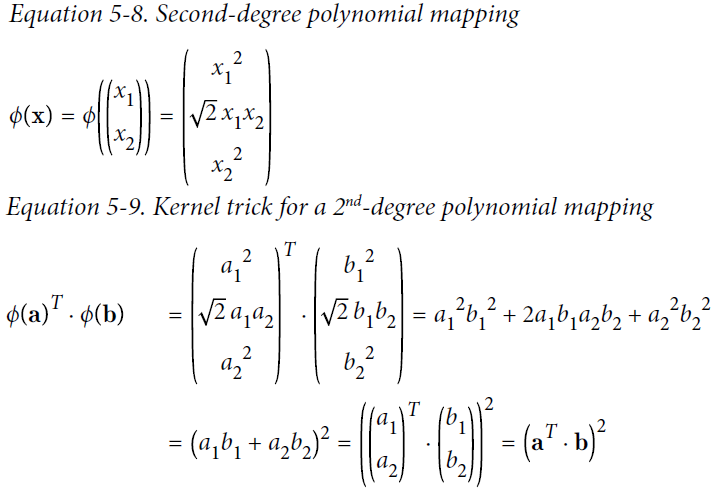 Equation 5-8. Second-degree polynomial mapping
ϕ(x) = ϕ((x₁ x₂)) = (x₁² √2 x₁x₂ x₂²)
Equation 5-9. Kernel trick for a 2ⁿᵈ-degree polynomial mapping
ϕ(a)ᵀ · ϕ(b) = (a₁² √2 a₁a₂ a₂²)ᵀ · (b₁² √2 b₁b₂ b₂²) = a₁²b₁² + 2a₁b₁a₂b₂ + a₂²b₂²
= (a₁b₁ + a₂b₂)² = ((a₁ a₂)ᵀ · (b₁ b₂))² = (aᵀ · b)²